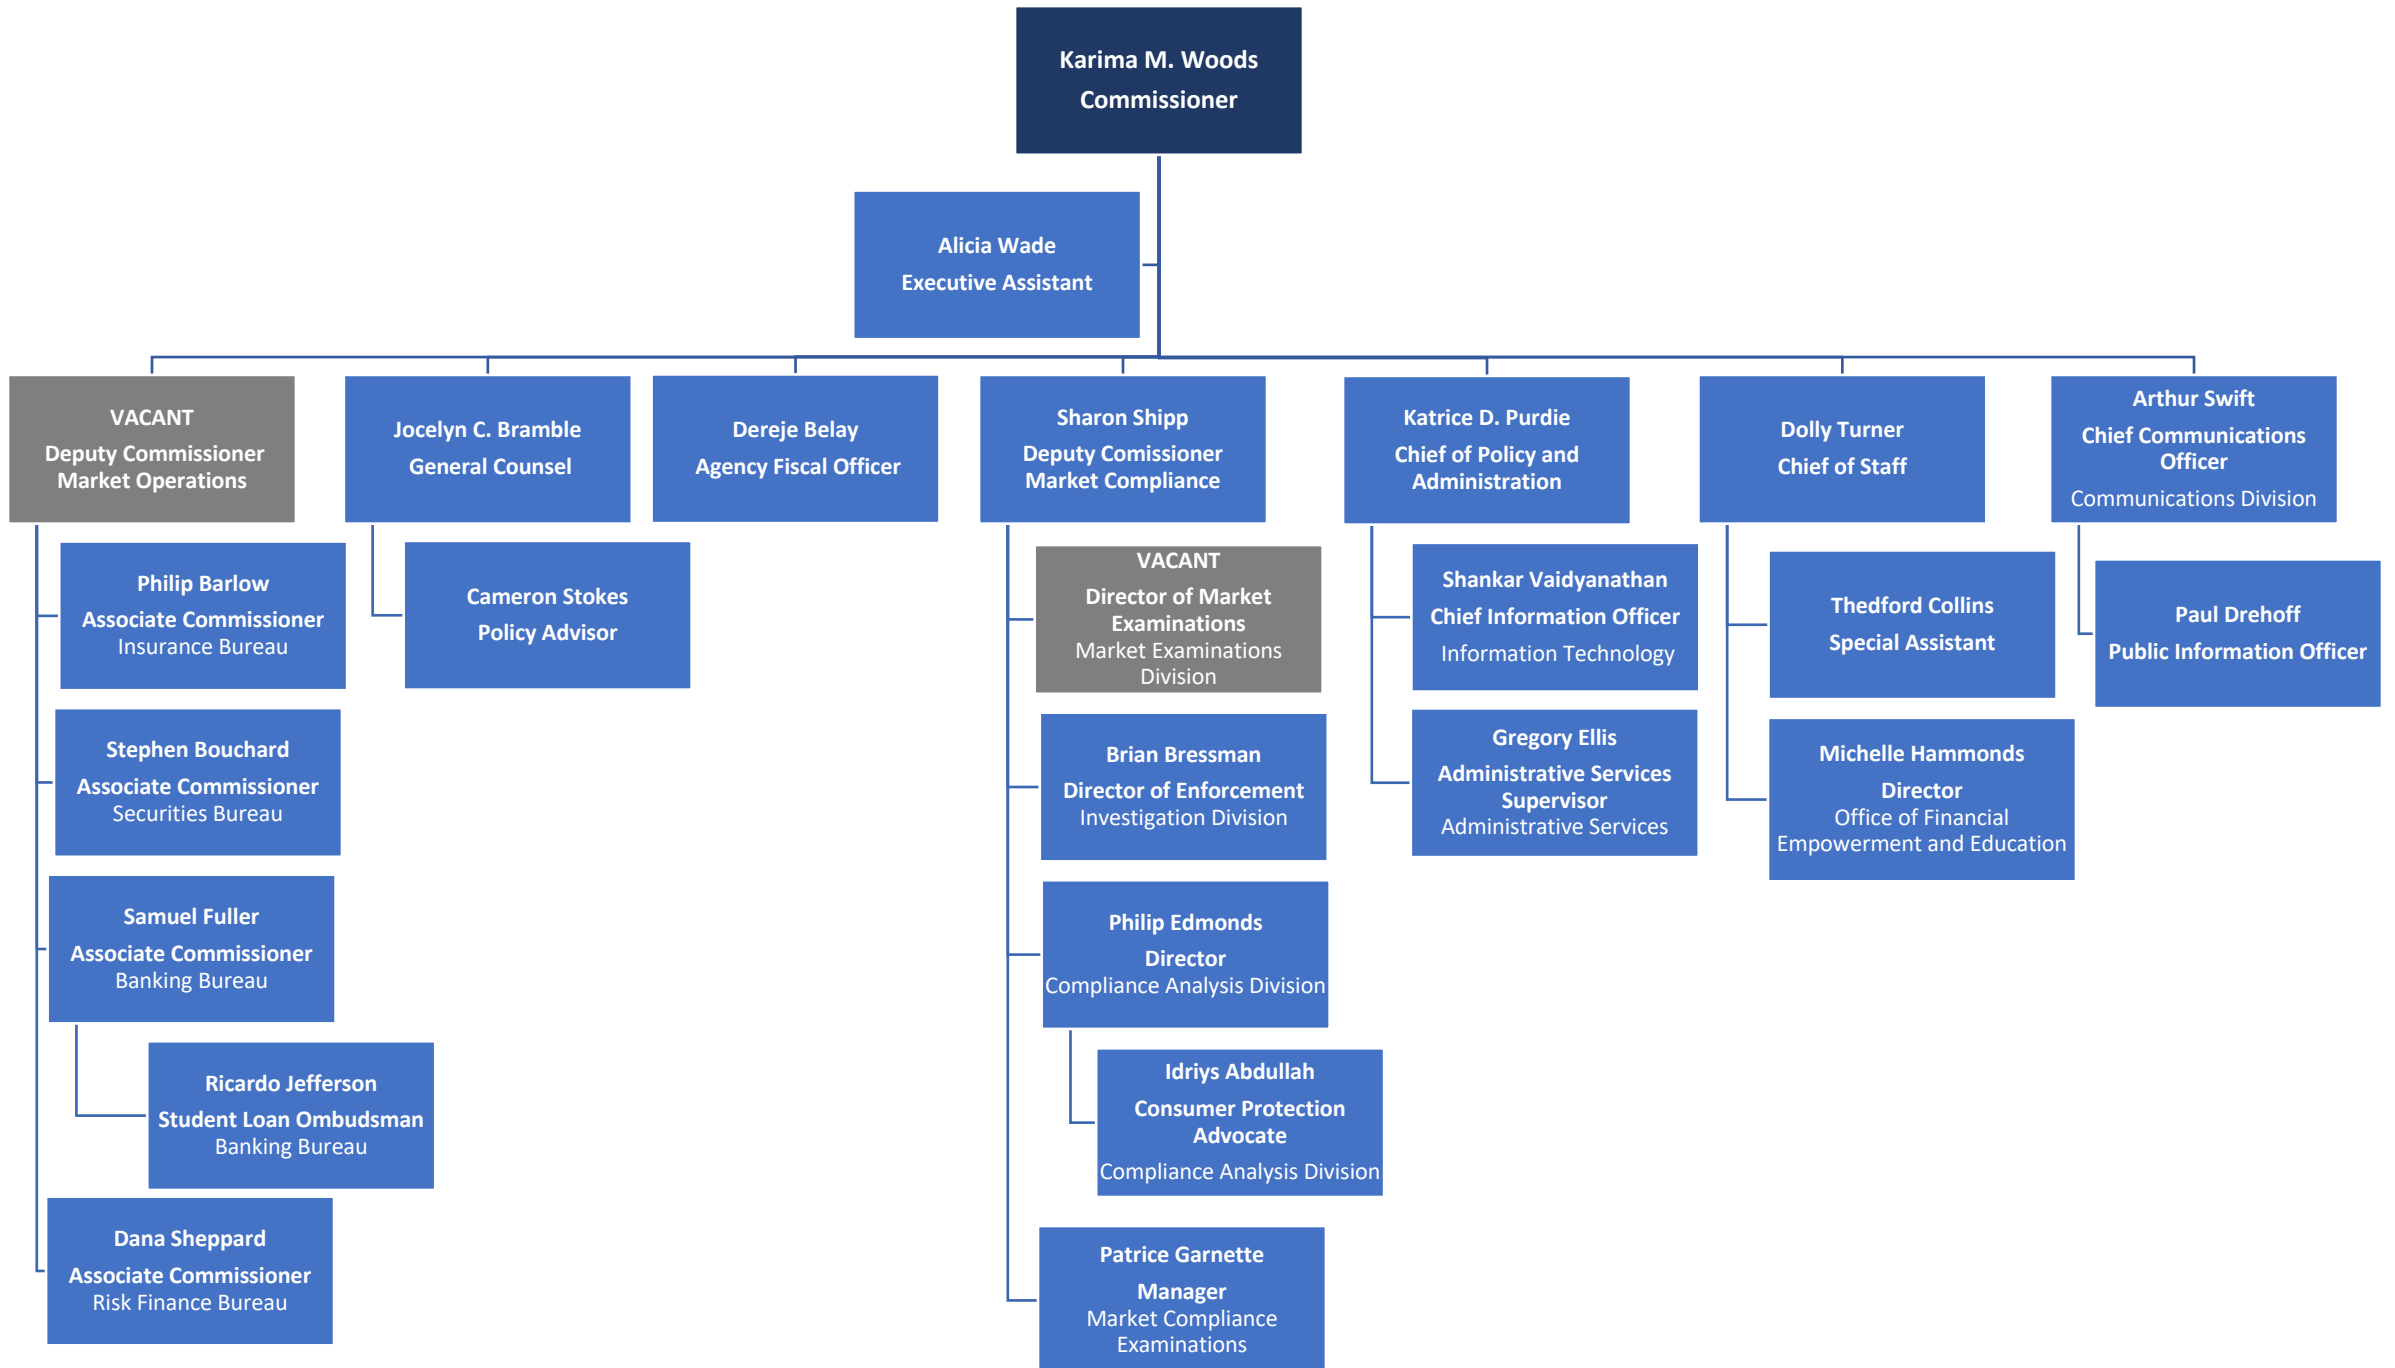 Karima M. Woods
Commissioner
Alicia Wade
Executive Assistant
VACANT
Deputy Commissioner
Market Operations
Jocelyn C. Bramble
General Counsel
Dereje Belay
Agency Fiscal Officer
Sharon Shipp
Deputy Comissioner
Market Compliance
Katrice D. Purdie
Chief of Policy and
Administration
Dolly Turner
Chief of Staff
Arthur Swift
Chief Communications
Officer
Communications Division
Philip Barlow
Associate Commissioner
Insurance Bureau
Stephen Bouchard
Associate Commissioner
Securities Bureau
Samuel Fuller
Associate Commissioner
Banking Bureau
Ricardo Jefferson
Student Loan Ombudsman
Banking Bureau
Dana Sheppard
Associate Commissioner
Risk Finance Bureau
Cameron Stokes
Policy Advisor
VACANT
Director of Market
Examinations
Market Examinations
Division
Brian Bressman
Director of Enforcement
Investigation Division
Philip Edmonds
Director
Compliance Analysis Division
Idriys Abdullah
Consumer Protection
Advocate
Compliance Analysis Division
Patrice Garnette
Manager
Market Compliance
Examinations
Shankar Vaidyanathan
Chief Information Officer
Information Technology
Gregory Ellis
Administrative Services
Supervisor
Administrative Services
Thedford Collins
Special Assistant
Michelle Hammonds
Director
Office of Financial
Empowerment and Education
Paul Drehoff
Public Information Officer